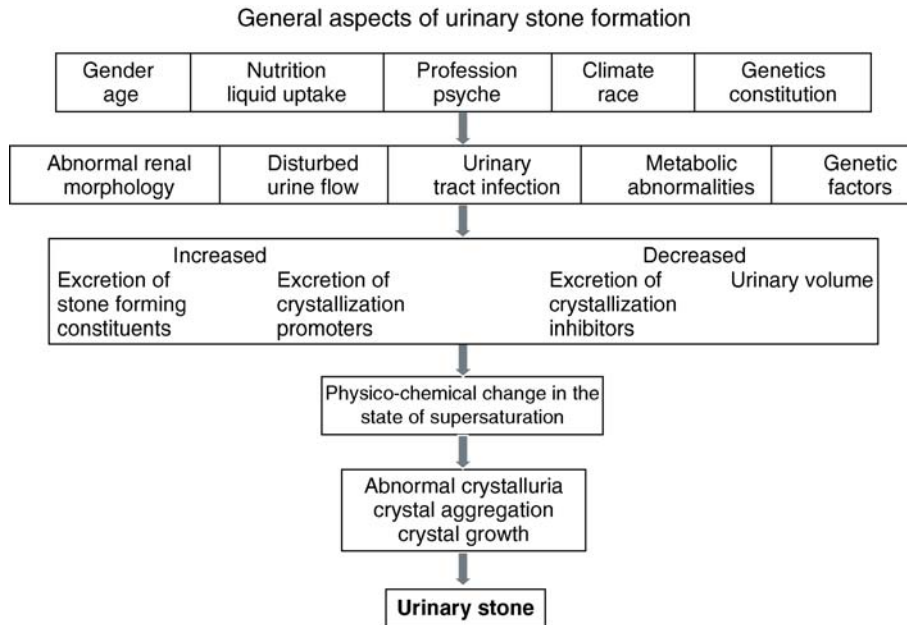 General aspects of urinary stone formation
Gender age
Nutrition liquid uptake
Profession psyche
Climate race
Genetics constitution
Abnormal renal morphology
Disturbed urine flow
Urinary tract infection
Metabolic abnormalities
Genetic factors
Increased
Excretion of stone forming constituents
Excretion of crystallization promoters
Decreased
Excretion of crystallization inhibitors
Urinary volume
Physico-chemical change in the
state of supersaturation
Abnormal crystalluria
crystal aggregation
crystal growth
Urinary stone